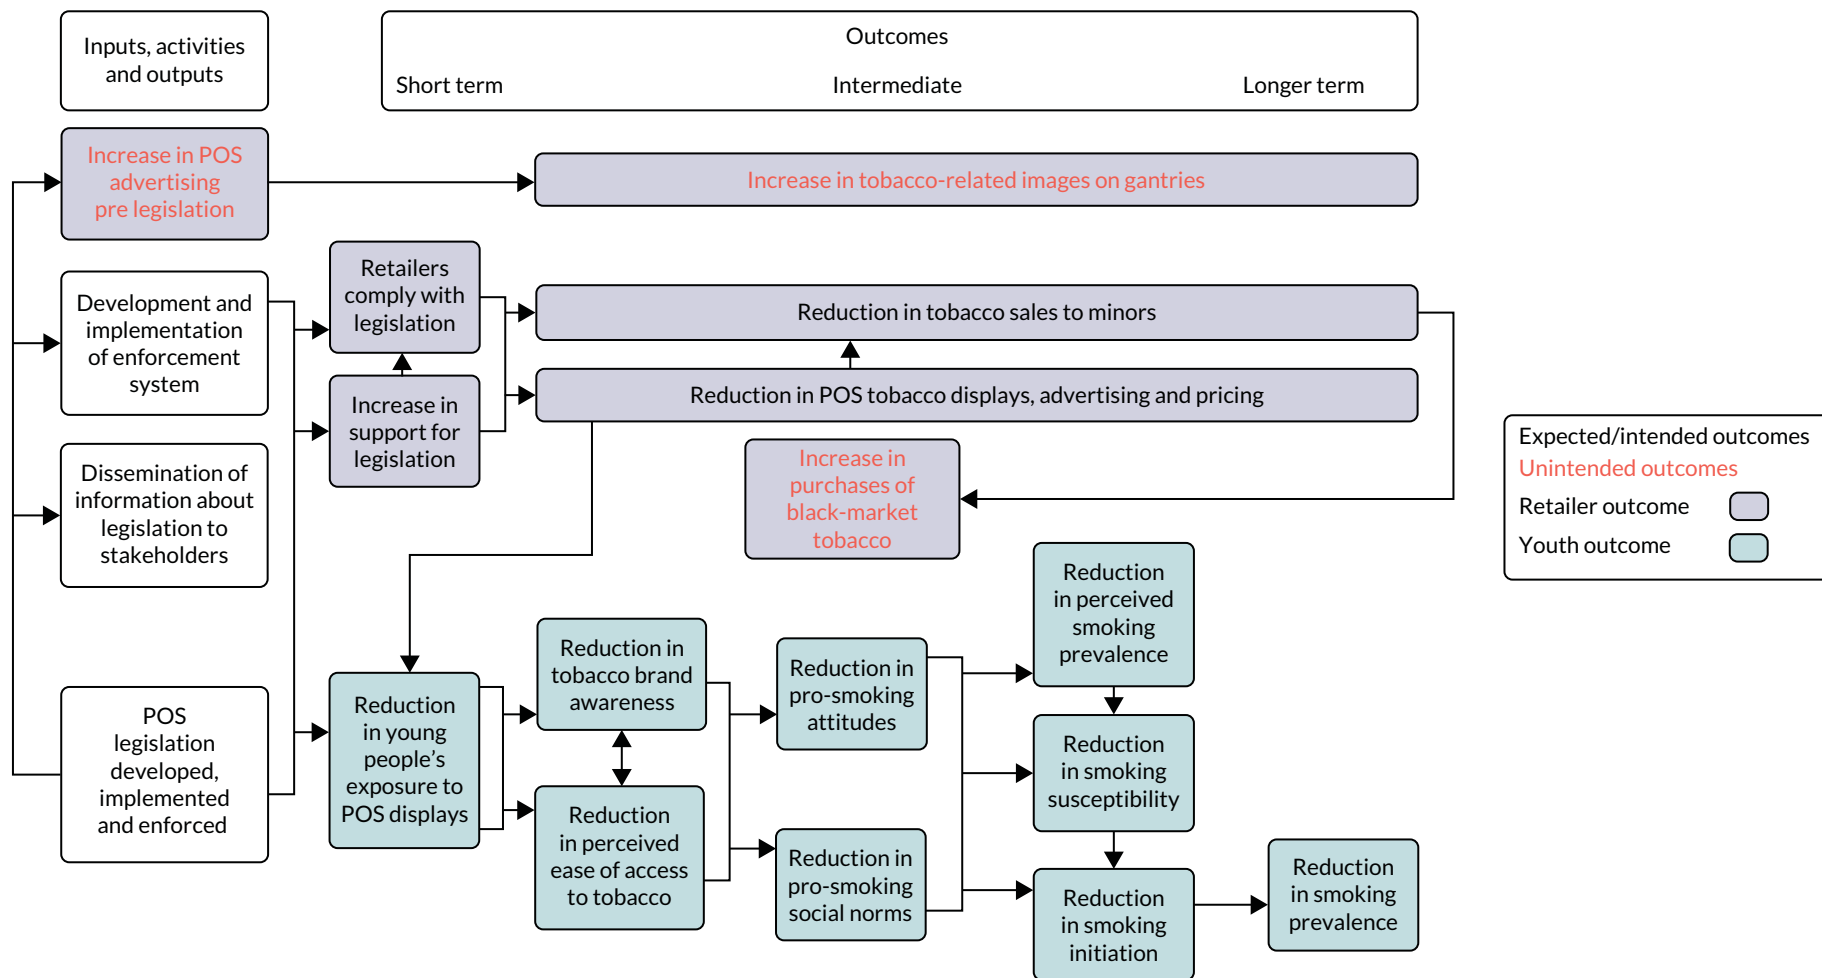 Inputs, activities
and outputs
Outcomes
Short term
Intermediate
Longer term
Increase in POS
advertising
pre legislation
Increase in tobacco-related images on gantries
Development and
implementation
of enforcement
system
Retailers
comply with
legislation
Reduction in tobacco sales to minors
Increase in
support for
legislation
Reduction in POS tobacco displays, advertising and pricing
Dissemination of
information about
legislation to
stakeholders
Increase in
purchases of
black-market
tobacco
Expected/intended outcomes
Unintended outcomes
Retailer outcome
Youth outcome
POS
legislation
developed,
implemented
and enforced
Reduction
in young
people’s
exposure to
POS displays
Reduction in
tobacco brand
awareness
Reduction
in perceived
ease of access
to tobacco
Reduction in
pro-smoking
attitudes
Reduction in
pro-smoking
social norms
Reduction
in perceived
smoking
prevalence
Reduction
in smoking
susceptibility
Reduction
in smoking
initiation
Reduction
in smoking
prevalence